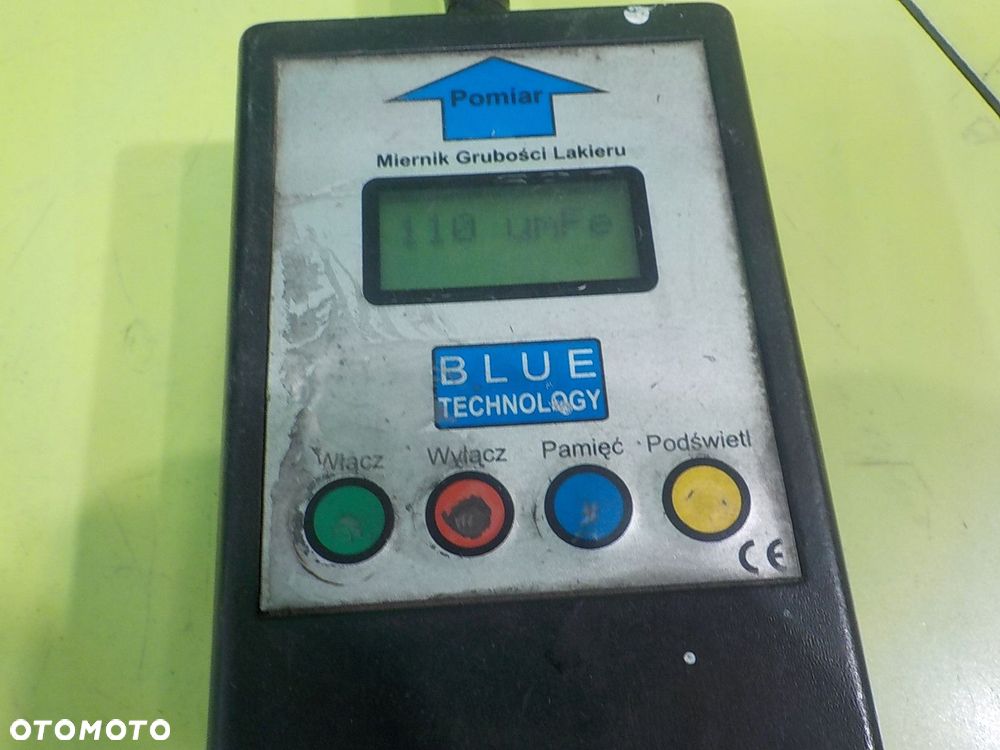 Pomiar
Miernik Grubości Lakieru
110 umFe
BLUE
TECHNOLOGY
Włącz Wyłącz Pamięć Podświetl
CE
OTOMOTO